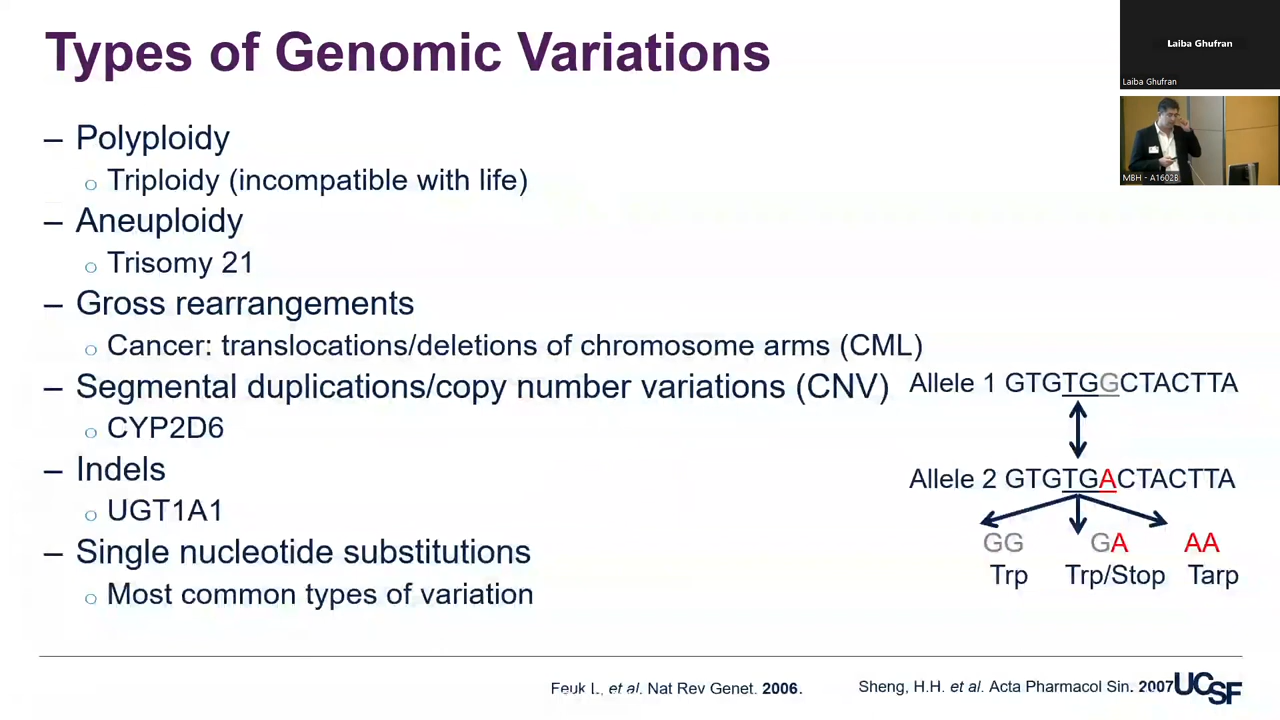 Types of Genomic Variations
Laiba Ghufran
Laiba Ghufran
MBH - A1602B
– Polyploidy
○ Triploidy (incompatible with life)
– Aneuploidy
○ Trisomy 21
– Gross rearrangements
○ Cancer: translocations/deletions of chromosome arms (CML)
– Segmental duplications/copy number variations (CNV)
○ CYP2D6
– Indels
○ UGT1A1
– Single nucleotide substitutions
○ Most common types of variation
Allele 1 GTGTGGCTACTTA
Allele 2 GTGTGACTACTTA
GG GA AA
Trp Trp/Stop Tarp
Feuk L., et al. Nat Rev Genet. 2006.
Sheng, H.H. et al. Acta Pharmacol Sin. 2007
UCSF